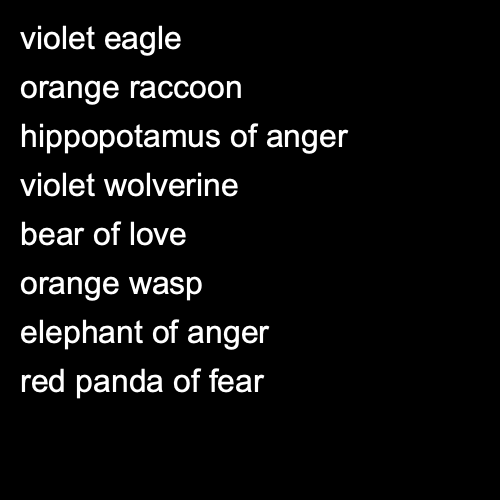 violet eagle
orange raccoon
hippopotamus of anger
violet wolverine
bear of love
orange wasp
elephant of anger
red panda of fear